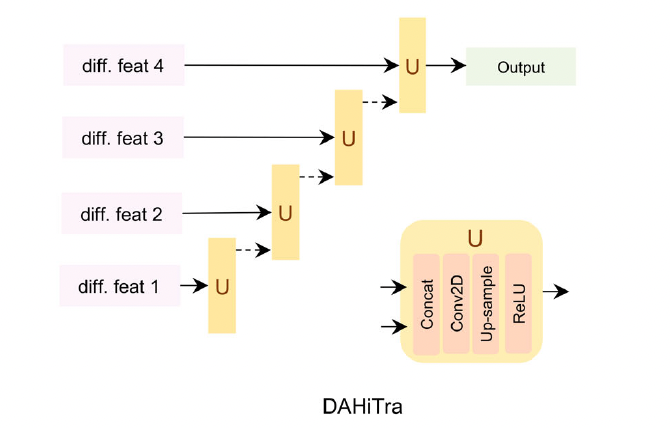 diff. feat 4
U
Output
diff. feat 3
U
diff. feat 2
U
diff. feat 1
U
U
Concat
Conv2D
Up-sample
ReLU
DAHiTra